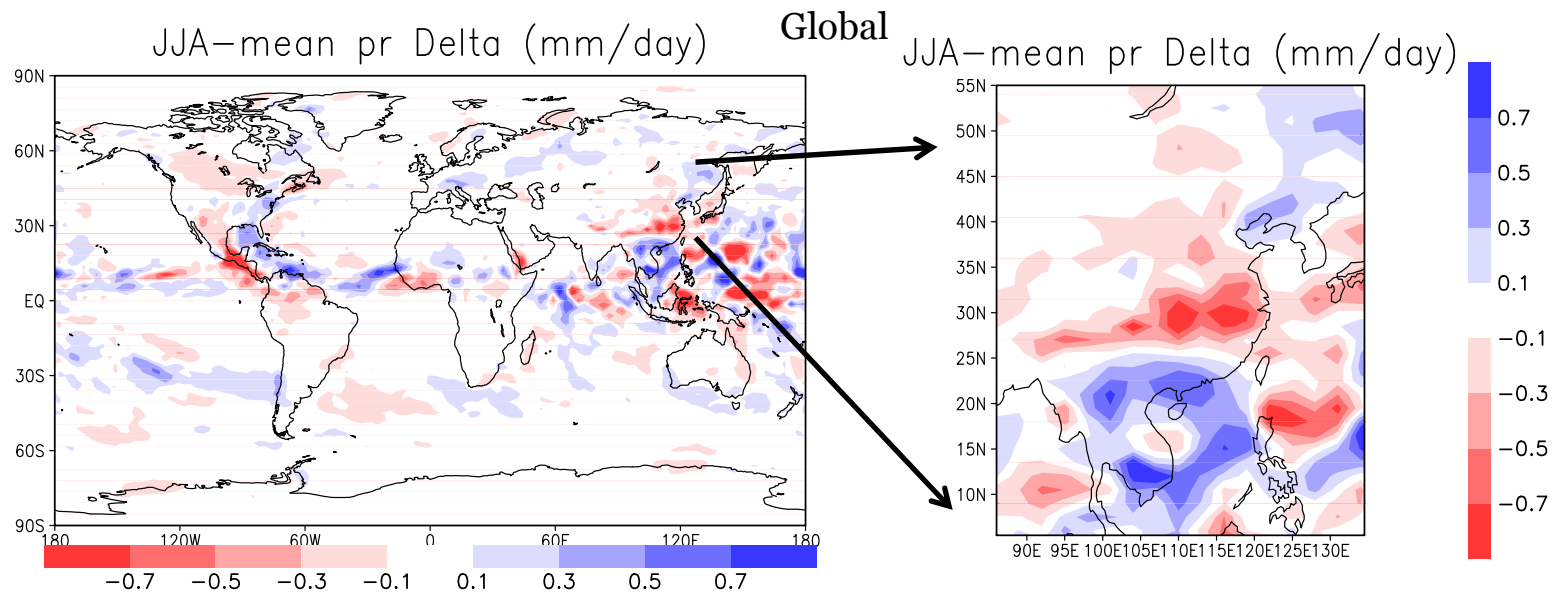 Global
JJA-mean pr Delta (mm/day)
90N
60N
30N
EQ
30S
60S
90S
180 120W 60W 0 60E 120E 180
-0.7 -0.5 -0.3 -0.1 0.1 0.3 0.5 0.7
JJA-mean pr Delta (mm/day)
55N
50N
45N
40N
35N
30N
25N
20N
15N
10N
90E 95E 100E 105E 110E 115E 120E 125E 130E
0.7
0.5
0.3
0.1
-0.1
-0.3
-0.5
-0.7